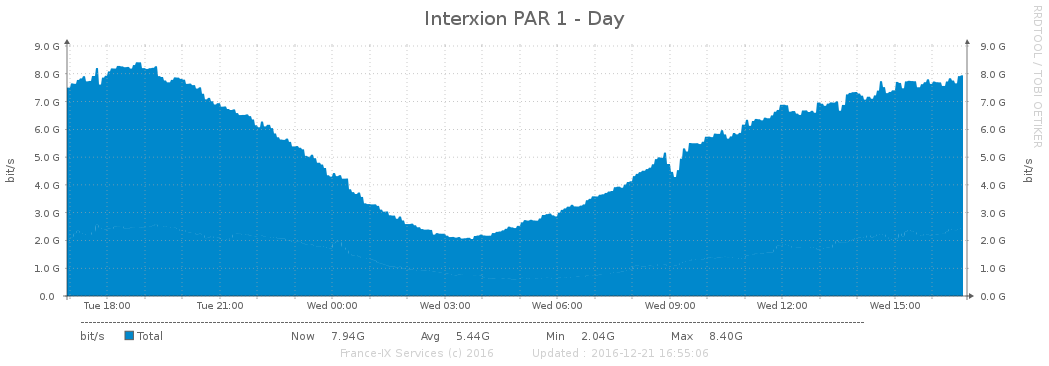 Interxion PAR 1 - Day
RRDTOOL / TOBI OETIKER
9.0 G 9.0 G
8.0 G 8.0 G
7.0 G 7.0 G
6.0 G 6.0 G
5.0 G 5.0 G
4.0 G 4.0 G
3.0 G 3.0 G
2.0 G 2.0 G
1.0 G 1.0 G
0.0 0.0 G
bit/s
bit/s
Tue 18:00 Tue 21:00 Wed 00:00 Wed 03:00 Wed 06:00 Wed 09:00 Wed 12:00 Wed 15:00
bit/s Total Now 7.94G Avg 5.44G Min 2.04G Max 8.40G
France-IX Services (c) 2016 Updated : 2016-12-21 16:55:06